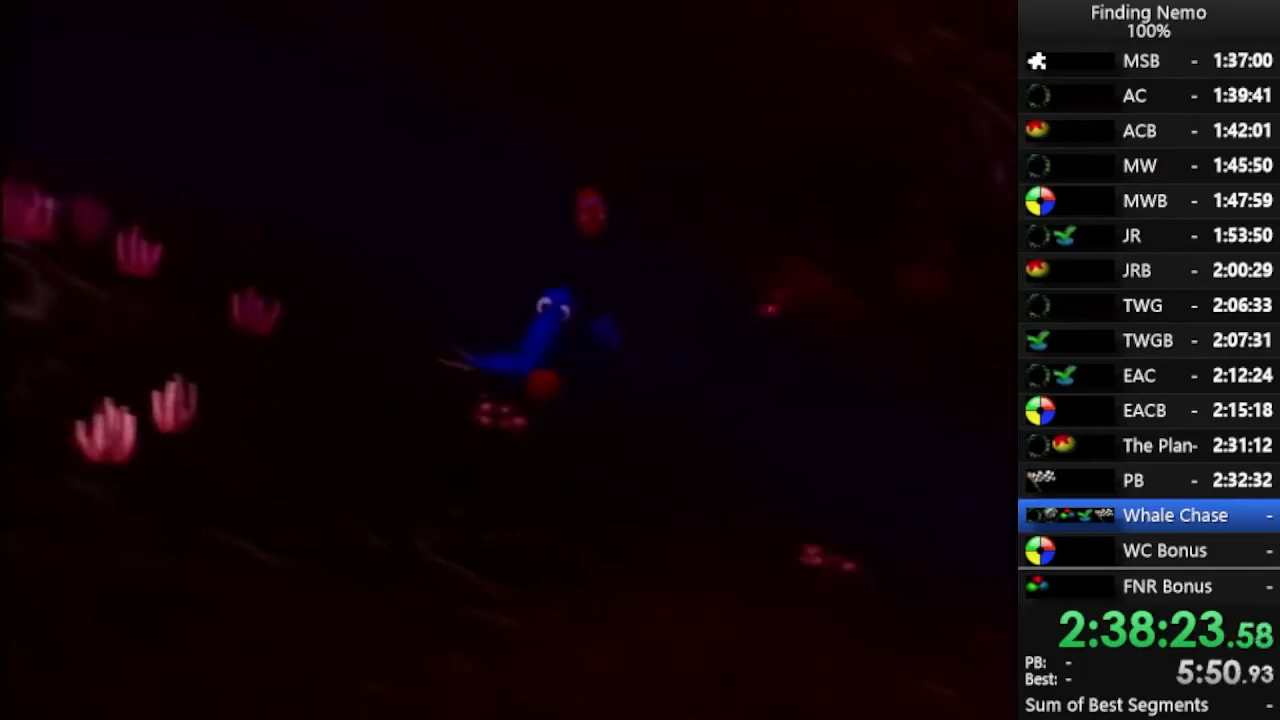 Finding Nemo
100%
MSB - 1:37:00
AC - 1:39:41
ACB - 1:42:01
MW - 1:45:50
MWB - 1:47:59
JR - 1:53:50
JRB - 2:00:29
TWG - 2:06:33
TWGB - 2:07:31
EAC - 2:12:24
EACB - 2:15:18
The Plan- 2:31:12
PB - 2:32:32
Whale Chase -
WC Bonus -
FNR Bonus -
2:38:23.58
PB: -
Best: - 5:50.93
Sum of Best Segments -